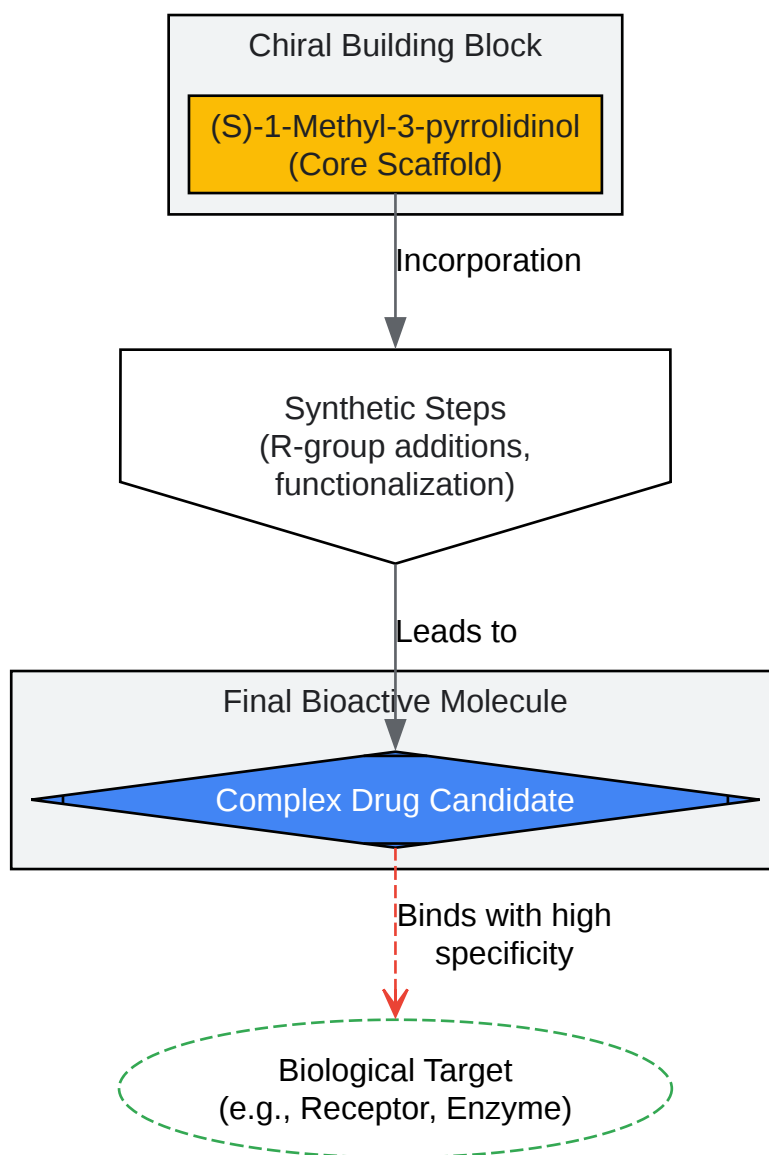 Chiral Building Block
(S)-1-Methyl-3-pyrrolidinol
(Core Scaffold)
Incorporation
Synthetic Steps
(R-group additions,
functionalization)
Leads to
Final Bioactive Molecule
Complex Drug Candidate
Binds with high
specificity
Biological Target
(e.g., Receptor, Enzyme)